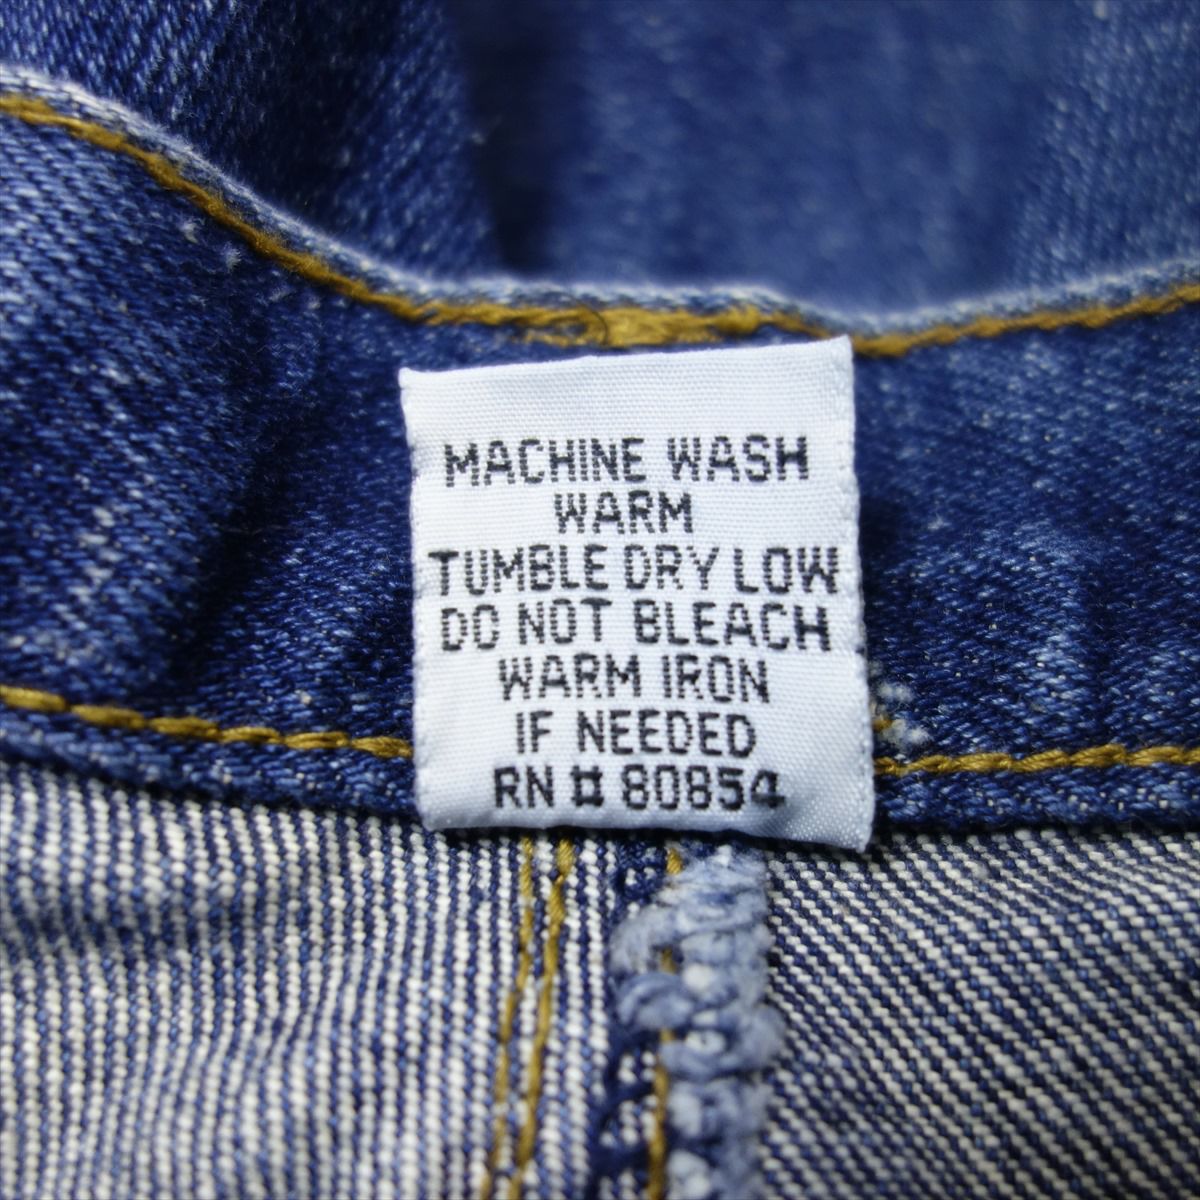 MACHINE WASH
WARM
TUMBLE DRY LOW
DO NOT BLEACH
WARM IRON
IF NEEDED
RN # 80854